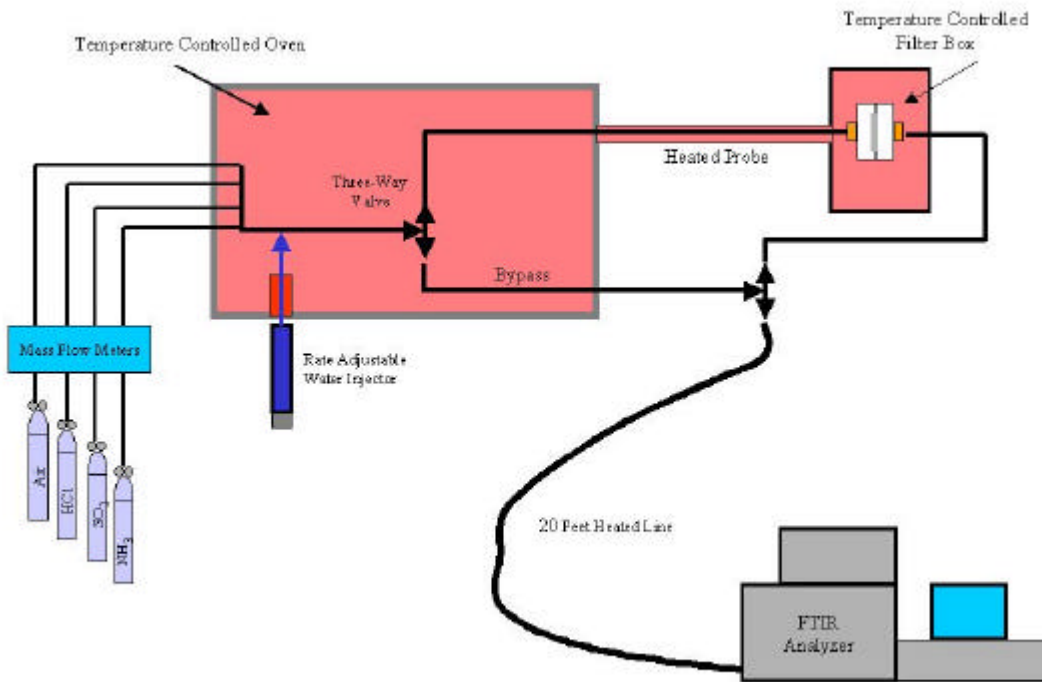 Temperature Controlled Oven
Temperature Controlled
Filter Box
Heated Probe
Three-Way
Valve
Bypass
Mass Flow Meters
Rate Adjustable
Water Injector
Ar
HCl
SO2
NH3
20 Feet Heated Line
FTIR
Analyzer